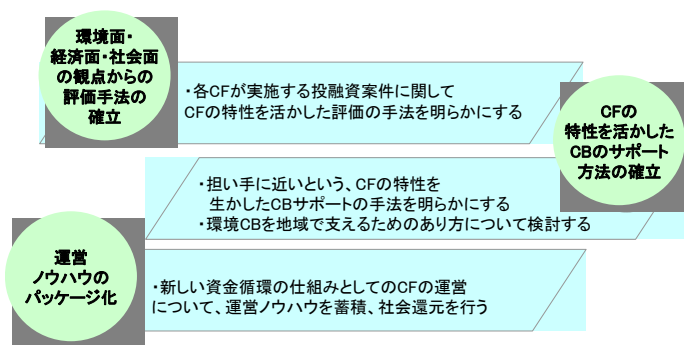 環境面・
経済面・社会面
の観点からの
評価手法の
確立
・各CFが実施する投融資案件に関して
CFの特性を活かした評価の手法を明らかにする
CFの
特性を活かした
CBのサポート
方法の確立
・担い手に近いという、CFの特性を
生かしたCBサポートの手法を明らかにする
・環境CBを地域で支えるためのあり方について検討する
運営
ノウハウの
パッケージ化
・新しい資金循環の仕組みとしてのCFの運営
について、運営ノウハウを蓄積、社会還元を行う